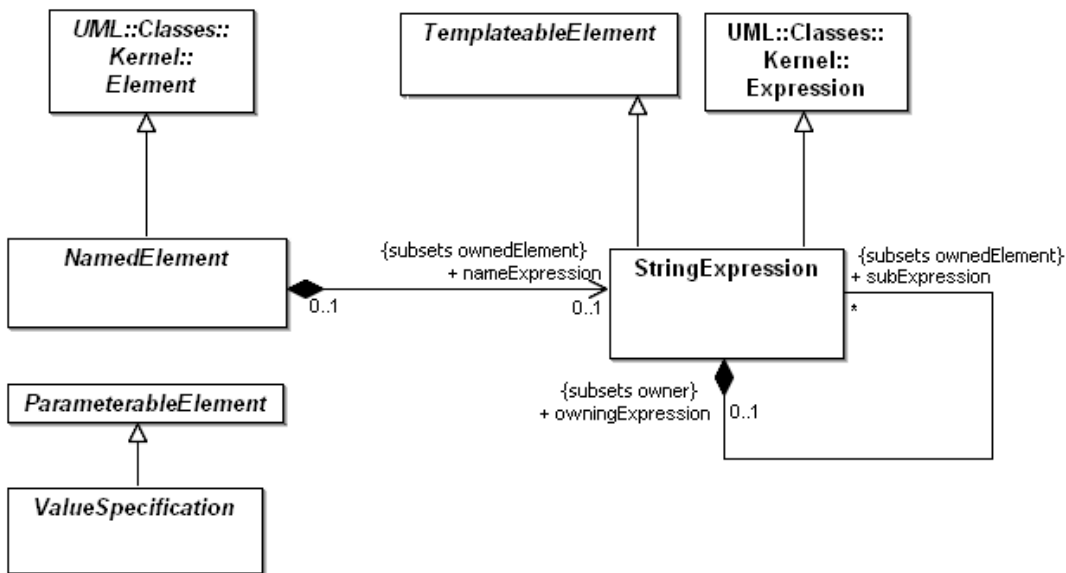 UML::Classes::
Kernel::
Element
TemplateableElement
UML::Classes::
Kernel::
Expression
NamedElement
{subsets ownedElement}
+ nameExpression
0..1
0..1
StringExpression
{subsets ownedElement}
+ subExpression
*
{subsets owner}
+ owningExpression
0..1
ParameterableElement
ValueSpecification